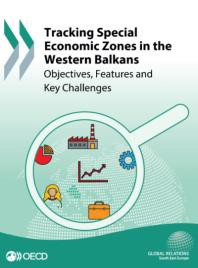 Tracking Special
Economic Zones in the
Western Balkans
Objectives, Features and
Key Challenges
OECD
GLOBAL RELATIONS
South East Europe